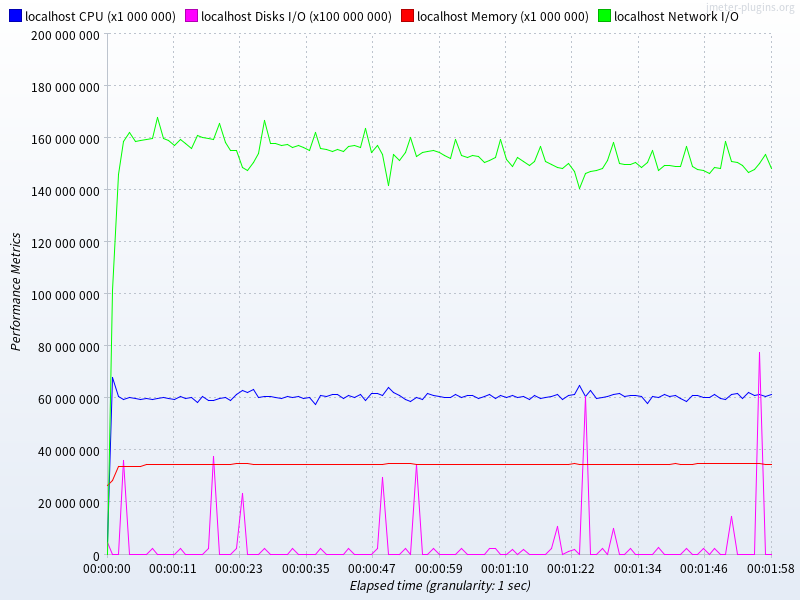 jmeter-plugins.org
localhost CPU (x1 000 000) localhost Disks I/O (x100 000 000) localhost Memory (x1 000 000) localhost Network I/O
200 000 000
180 000 000
160 000 000
140 000 000
120 000 000
100 000 000
80 000 000
60 000 000
40 000 000
20 000 000
0
Performance Metrics
00:00:00 00:00:11 00:00:23 00:00:35 00:00:47 00:00:59 00:01:10 00:01:22 00:01:34 00:01:46 00:01:58
Elapsed time (granularity: 1 sec)